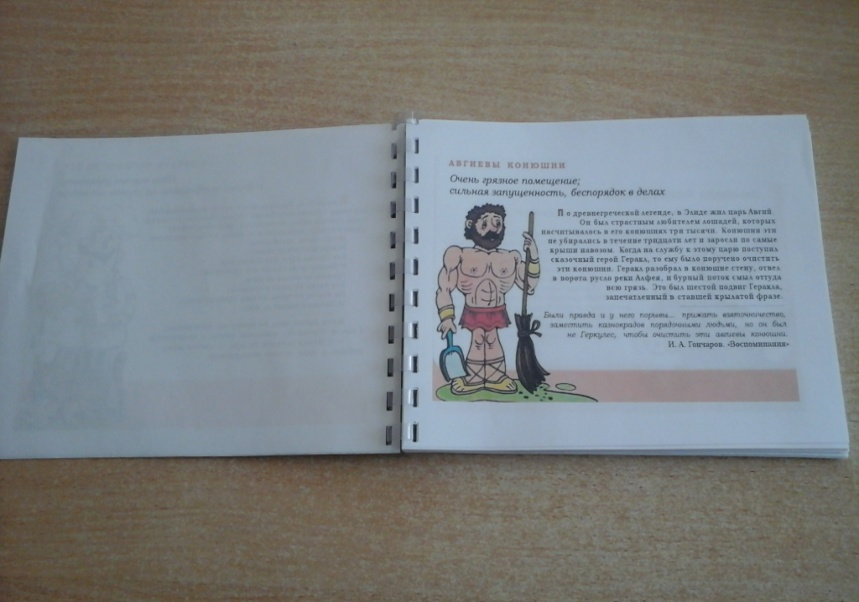 АВГИЕВЫ КОНЮШНИ
Очень грязное помещение;
сильная запущенность, беспорядок в делах
По древнегреческой легенде, в Элиде жил царь Авгий.
Он был страстным любителем лошадей, которых
насчитывалось в его конюшнях три тысячи. Конюшни эти
не убирались в течение тридцати лет и заросли по самые
крыши навозом. Когда на службу к этому царю поступил
сказочный герой Геракл, то ему было поручено очистить
эти конюшни. Геракл разобрал в конюшне стену, отвел
в ворота русло реки Алфея, и бурный поток смыл оттуда
всю грязь. Это был шестой подвиг Геракла,
запечатленный в ставшей крылатой фразе.
Были правда и у него порывы... прижать взяточничество,
заместить казнокрадов порядочными людьми, но он был
не Геркулес, чтобы очистить эти авгиевы конюшни.
И. А. Гончаров. «Воспоминания»